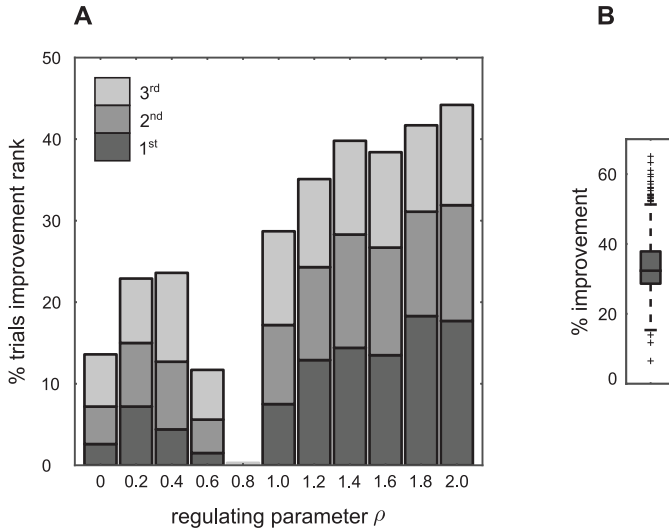 A
B
50
40
30
20
10
0
% trials improvement rank
3rd
2nd
1st
0 0.2 0.4 0.6 0.8 1.0 1.2 1.4 1.6 1.8 2.0
regulating parameter ρ
60
40
20
0
% improvement